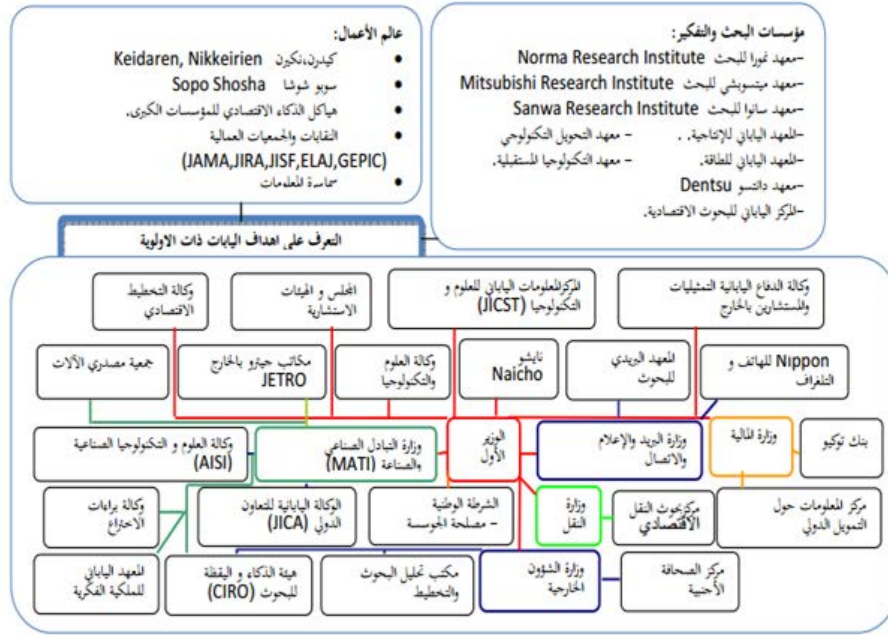 مؤسسات البحث والتفكير:
-معهد نمورا للبحث Norma Research Institute
-معهد ميتسوبشي للبحث Mitsubishi Research Institute
-معهد سانوا للبحث Sanwa Research Institute
-المعهد الياباني للإنتاجية. . – معهد التحويل التكنولوجي
-المعهد الياباني للطاقة. – معهد التكنولوجيا المستقبلية.
-معهد دانتسو Dentsu
-المركز الياباني للبحوث الاقتصادية.
عالم الأعمال:
• كيدرن،نكيرن Keidaren, Nikkeirien
• سوبو شوشا Sopo Shosha
• هياكل الذكاء الاقتصادي للمؤسسات الكبرى.
• النقابات والجمعيات العمالية
(JAMA,JIRA,JISF,ELAJ,GEPIC)
• سماسرة المعلومات
التعرف على اهداف اليابات ذات الاولوية
وكالة الدفاع اليابانية التمثيليات
والمستشارين بالخارج
المركزالمعلومات الياباني للعلوم و
التكنولوجيا (JICST)
المجلس و الهيئات
الاستشارية
وكالة التخطيط
الاقتصادي
Nippon للهاتف و
التلغراف
المعهد البريدي
للبحوث
نايشو
Naicho
وكالة العلوم
والتكنولوجيا
مكاتب جيترو بالخارج
JETRO
جمعية مصدري الآلات
بنك توكيو
وزارة المالية
وزارة البريد والإعلام
والاتصال
الوزير
الأول
وزارة التبادل الصناعي
والصناعة (MATI)
وكالة العلوم و التكنولوجيا الصناعية
(AISI)
مركز المعلومات حول
التمويل الدولي
مركزبحوث النقل
الاقتصادي
وزارة
النقل
الشرطة الوطنية
– مصلحة الجوسسة
الوكالة اليابانية للتعاون
الدولي (JICA)
وكالة براءات
الاختراع
مركز الصحافة
الأجنبية
وزارة الشؤون
الخارجية
مكتب تحليل البحوث
والتخطيط
هيئة الذكاء و اليقظة
للبحوث (CIRO)
المعهد الياباني
للملكية الفكرية